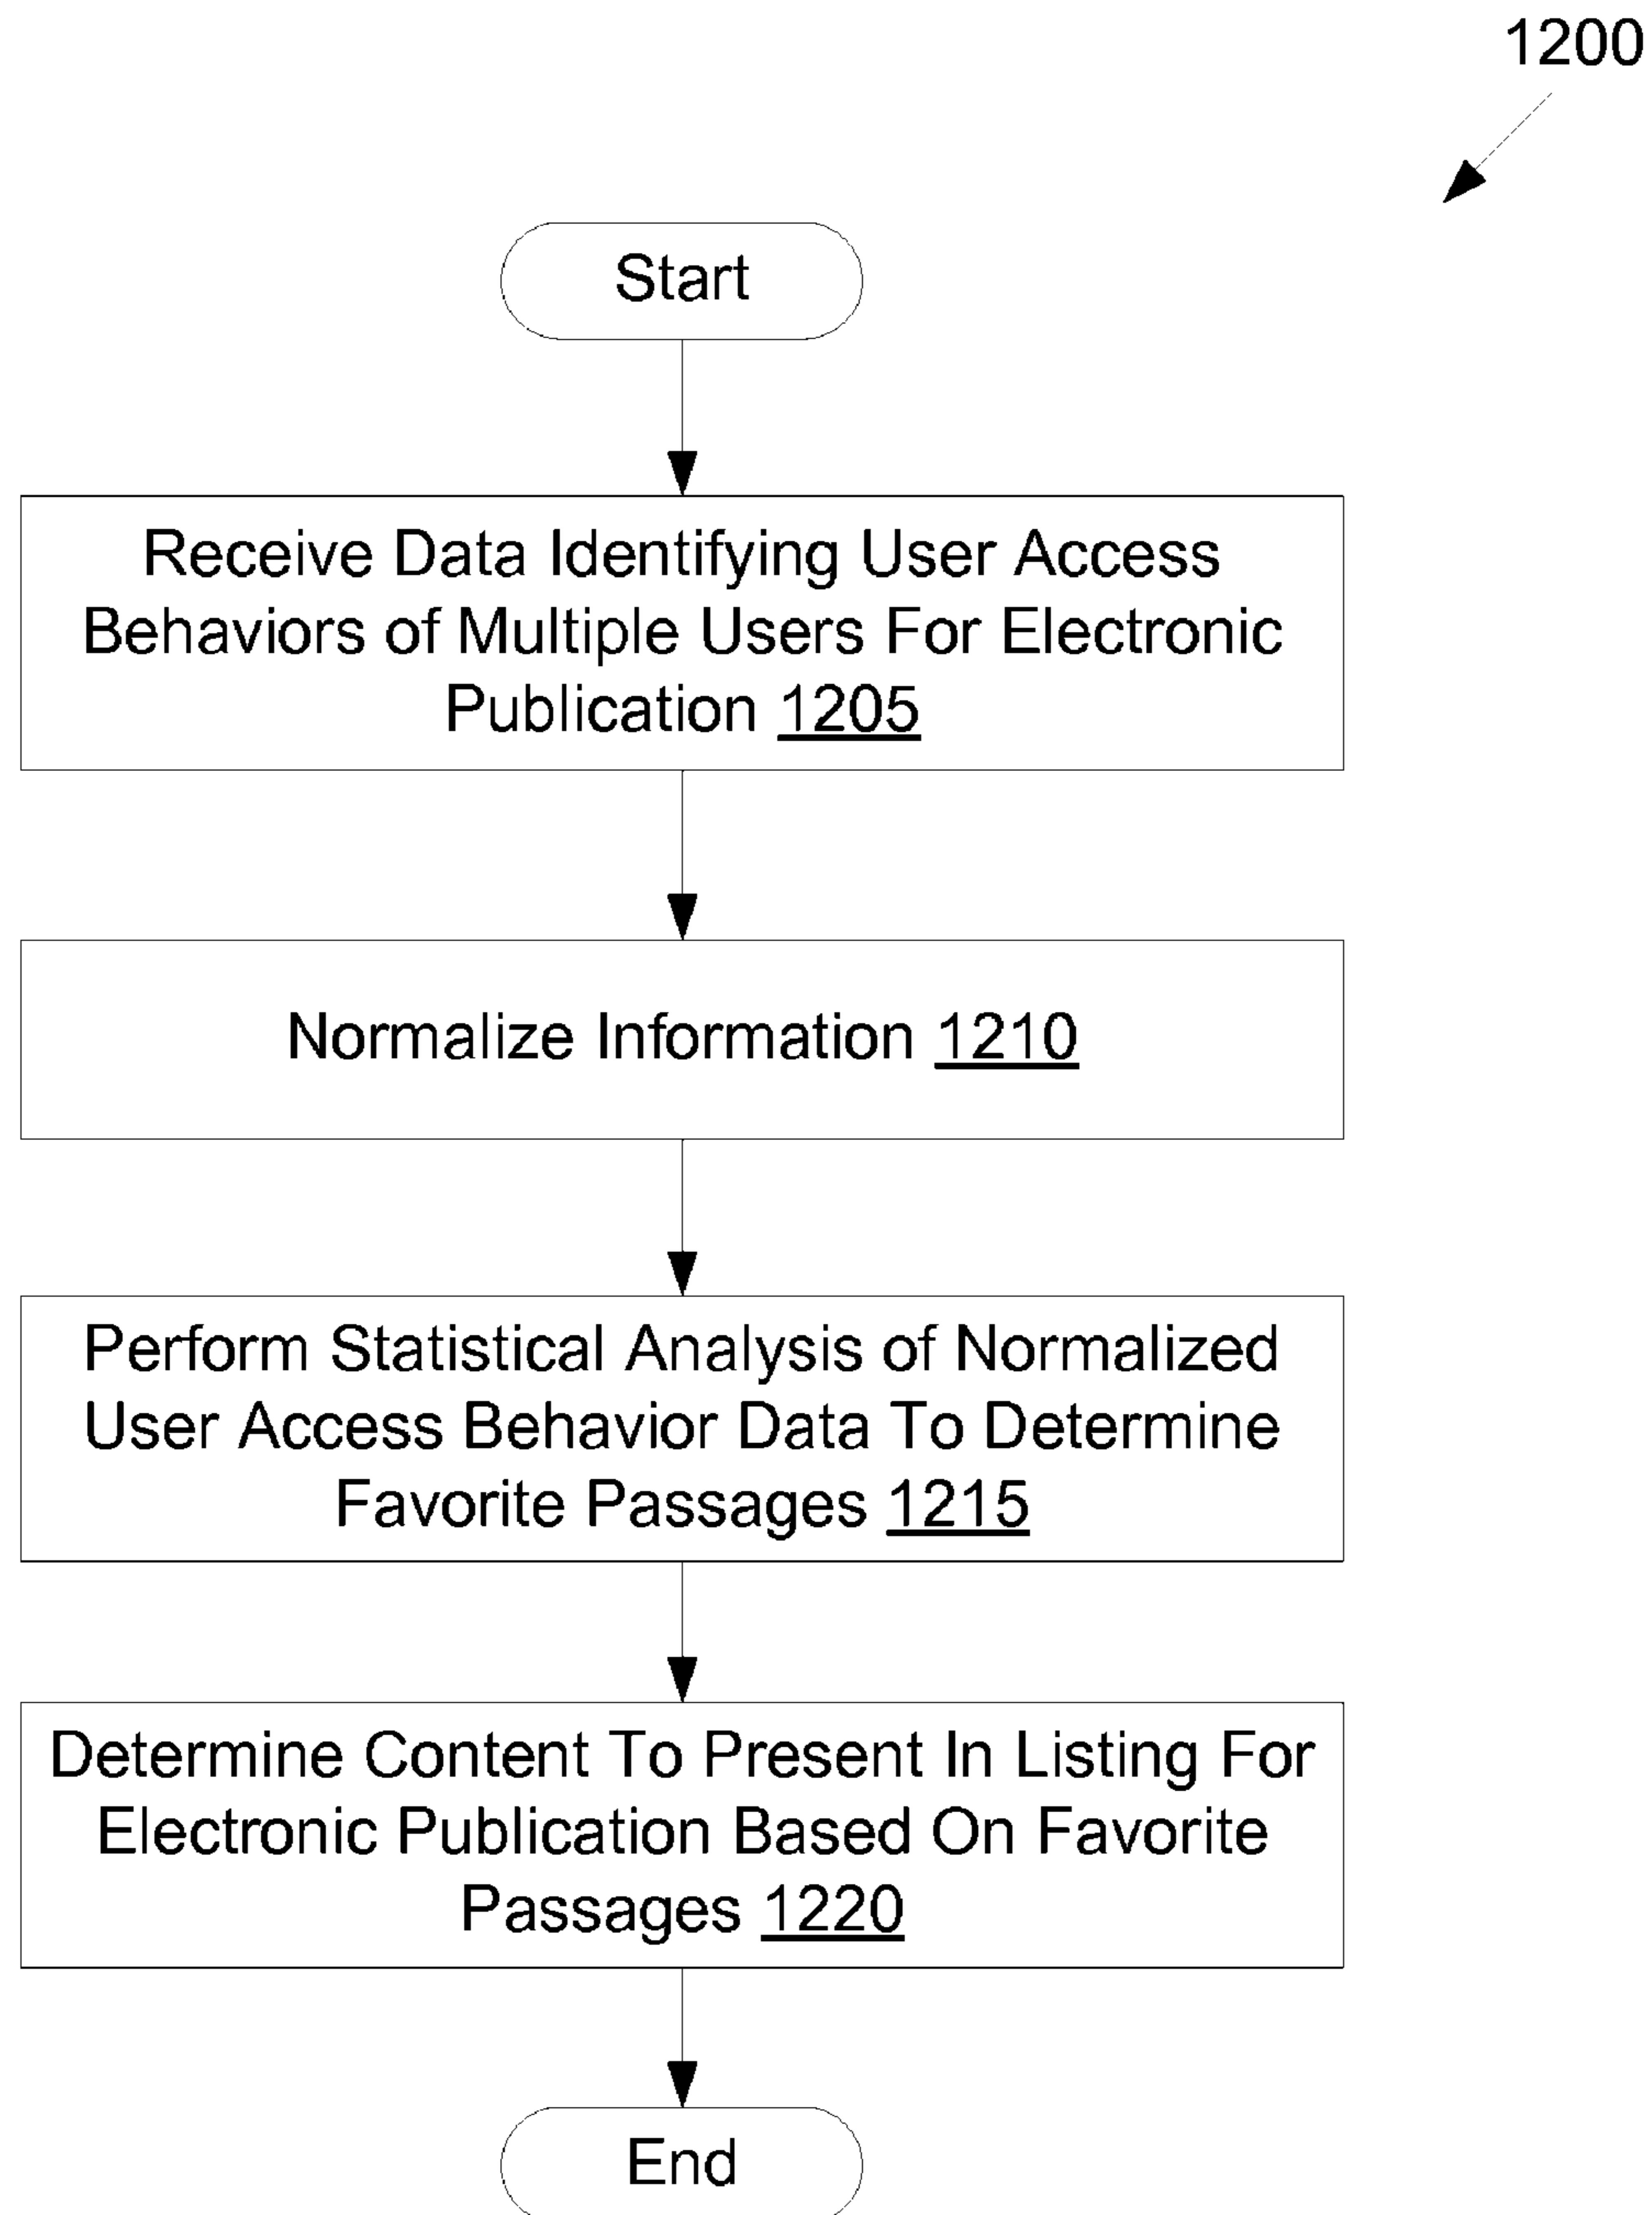 1200
Start
Receive Data Identifying User Access
Behaviors of Multiple Users For Electronic
Publication 1205
Normalize Information 1210
Perform Statistical Analysis of Normalized
User Access Behavior Data To Determine
Favorite Passages 1215
Determine Content To Present In Listing For
Electronic Publication Based On Favorite
Passages 1220
End